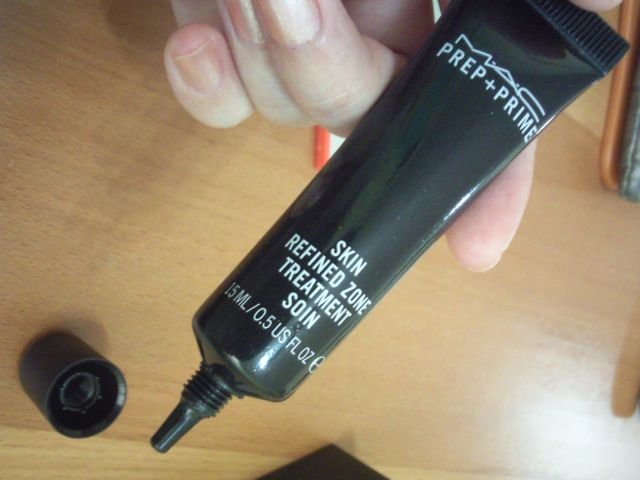 MAC
PREP+PRIME
SKIN
REFINED ZONE
TREATMENT
SOIN
15 ML/0.5 US FL OZ e